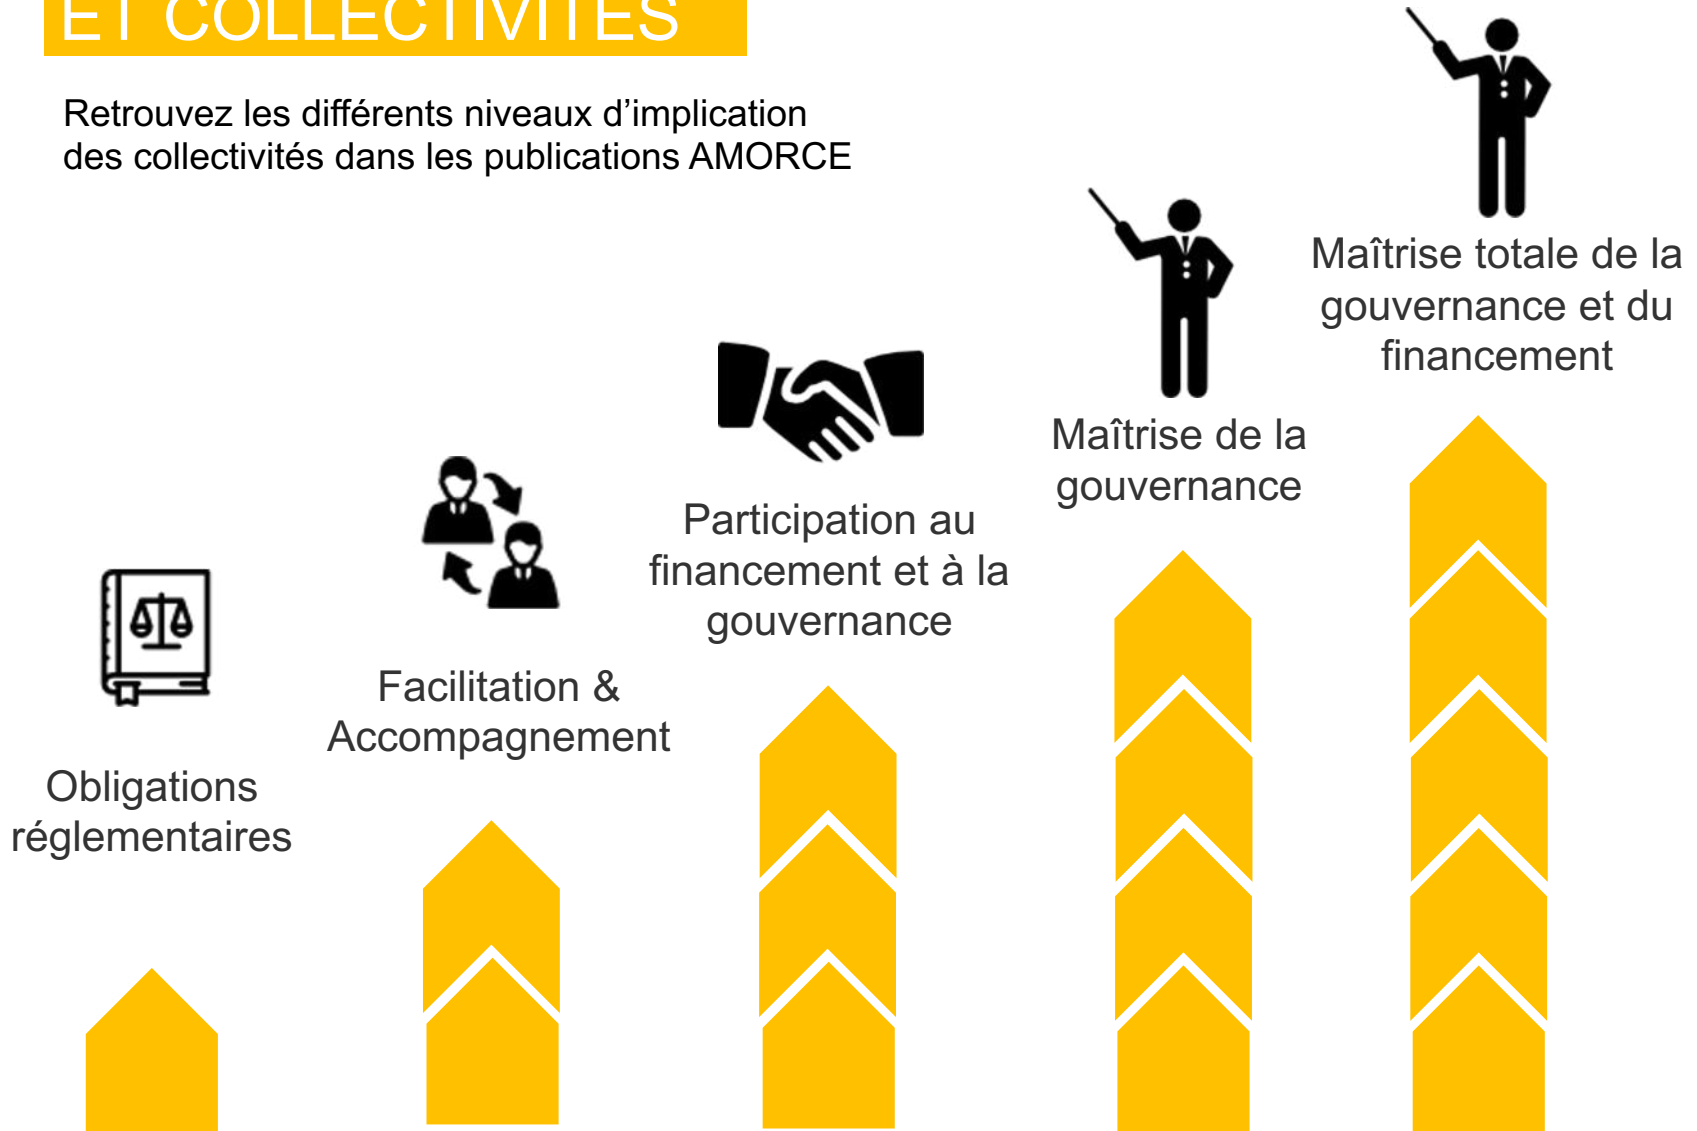 ET COLLECTIVITÉS
Retrouvez les différents niveaux d’implication
des collectivités dans les publications AMORCE
Maîtrise totale de la
gouvernance et du
financement
Maîtrise de la
gouvernance
Participation au
financement et à la
gouvernance
Facilitation &
Accompagnement
Obligations
réglementaires